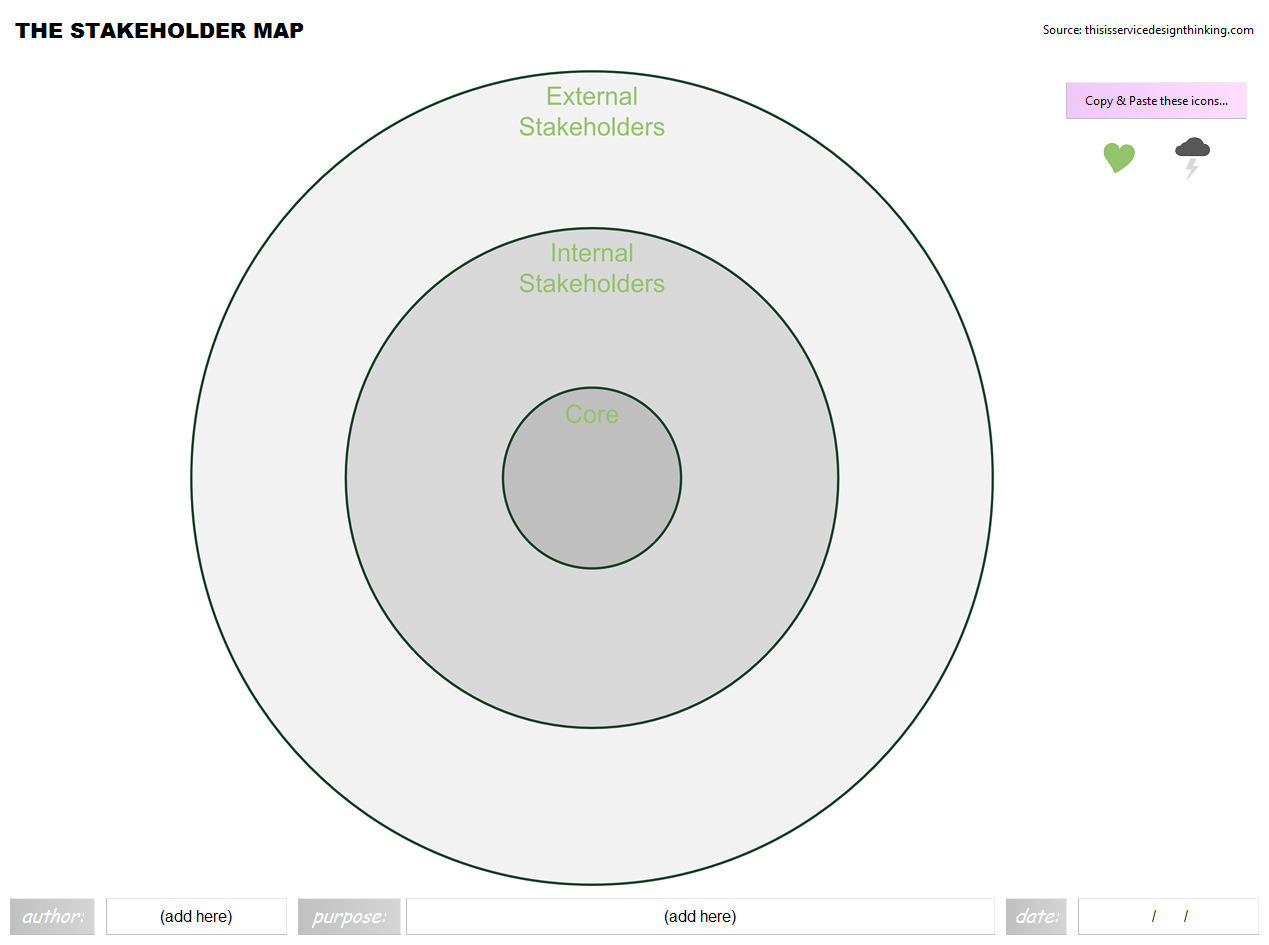 THE STAKEHOLDER MAP
Source: thisisservicedesignthinking.com
Copy & Paste these icons...
External
Stakeholders
Internal
Stakeholders
Core
author:
(add here)
purpose:
(add here)
date:
/ /